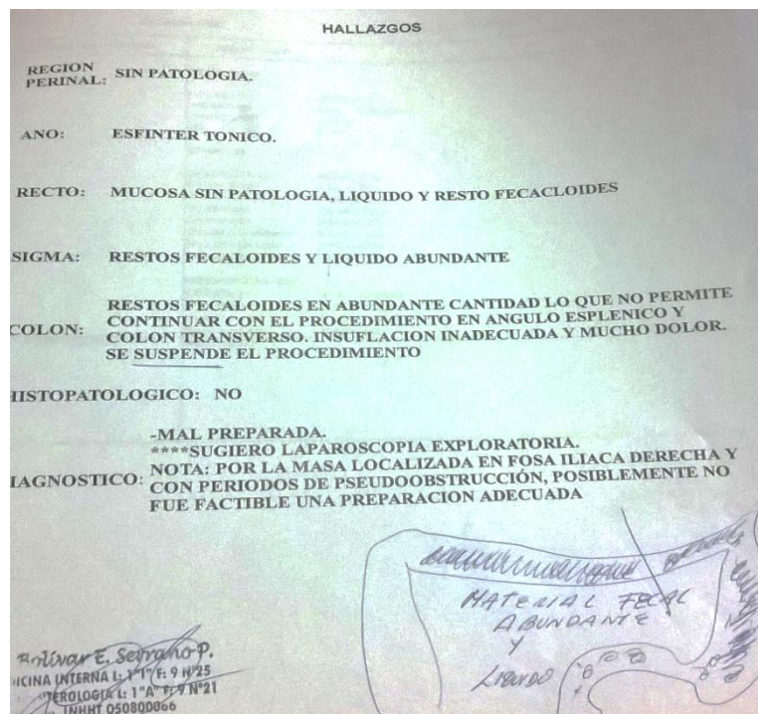 HALLAZGOS
REGION PERINAL: SIN PATOLOGIA.
ANO: ESFINTER TONICO.
RECTO: MUCOSA SIN PATOLOGIA, LIQUIDO Y RESTO FECACLOIDES
SIGMA: RESTOS FECALOIDES Y LIQUIDO ABUNDANTE
RESTOS FECALOIDES EN ABUNDANTE CANTIDAD LO QUE NO PERMITE
COLON: CONTINUAR CON EL PROCEDIMIENTO EN ANGULO ESPLENICO Y
COLON TRANSVERSO. INSUFLACION INADECUADA Y MUCHO DOLOR.
SE SUSPENDE EL PROCEDIMIENTO
HISTOPATOLOGICO: NO
-MAL PREPARADA.
****SUGIERO LAPAROSCOPIA EXPLORATORIA.
NOTA: POR LA MASA LOCALIZADA EN FOSA ILIACA DERECHA Y
IAGNOSTICO: CON PERIODOS DE PSEUDOOBSTRUCCIÓN, POSIBLEMENTE NO
FUE FACTIBLE UNA PREPARACION ADECUADA
MATERIAL FECAL
ABUNDANTE
Y
LIQUIDO
Bolívar E. Serrano P.
ICINA INTERNA L: 1"I" F: 9 Nº25
TEROLOGIA L: 1 "A" F: 9 Nº21
INHHT 050800066